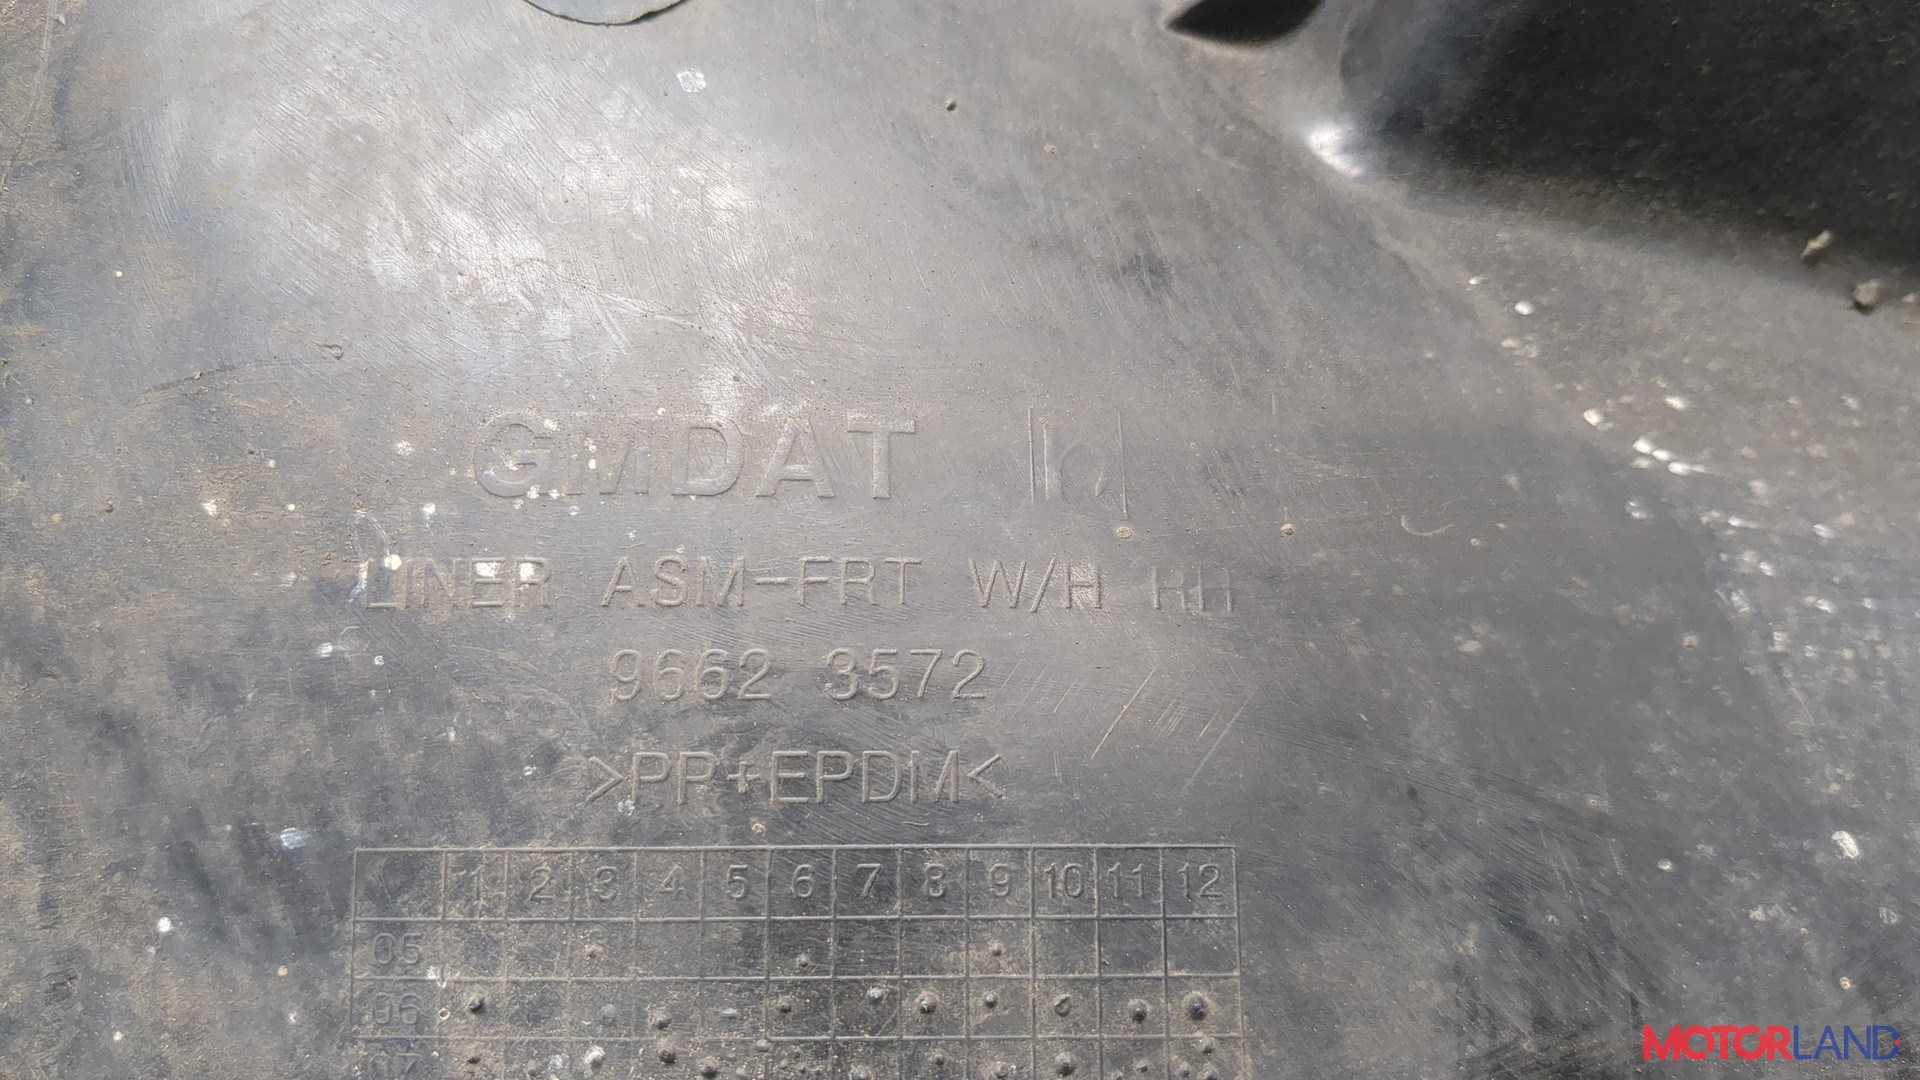 GMDAT
LINER ASM-FRT W/H RH
9662 3572
>PP+EPDM<
1 2 3 4 5 6 7 8 9 10 11 12
05
06
07
MOTORLAND